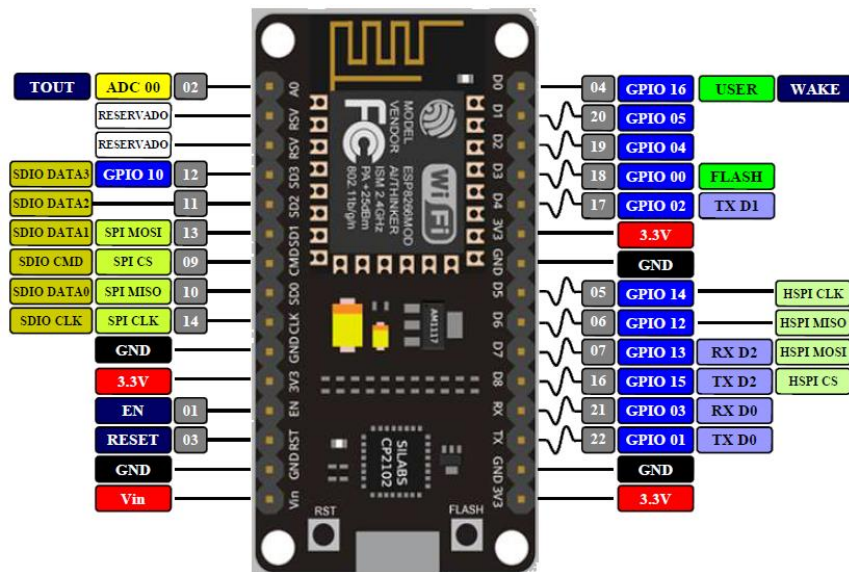 TOUT ADC 00 02 A0
RESERVADO RSV
RESERVADO RSV
SDIO DATA3 GPIO 10 12 SD3
SDIO DATA2 11 SD2
SDIO DATA1 SPI MOSI 13 SD1
SDIO CMD SPI CS 09 CMD
SDIO DATA0 SPI MISO 10 SD0
SDIO CLK SPI CLK 14 CLK
GND GND
3.3V 3V3
EN 01 EN
RESET 03 RST
GND GND
Vin Vin
MODEL ESP8266MOD
VENDOR AI/THINKER
ISM 2.4GHz
PA +25dBm
802.11b/g/n
FC
Wi Fi
AM1117
SILABS
CP2102
RST
FLASH
D0 04 GPIO 16 USER WAKE
D1 20 GPIO 05
D2 19 GPIO 04
D3 18 GPIO 00 FLASH
D4 17 GPIO 02 TX D1
3V3 3.3V
GND GND
D5 05 GPIO 14 HSPI CLK
D6 06 GPIO 12 HSPI MISO
D7 07 GPIO 13 RX D2 HSPI MOSI
D8 16 GPIO 15 TX D2 HSPI CS
RX 21 GPIO 03 RX D0
TX 22 GPIO 01 TX D0
GND GND
3V3 3.3V